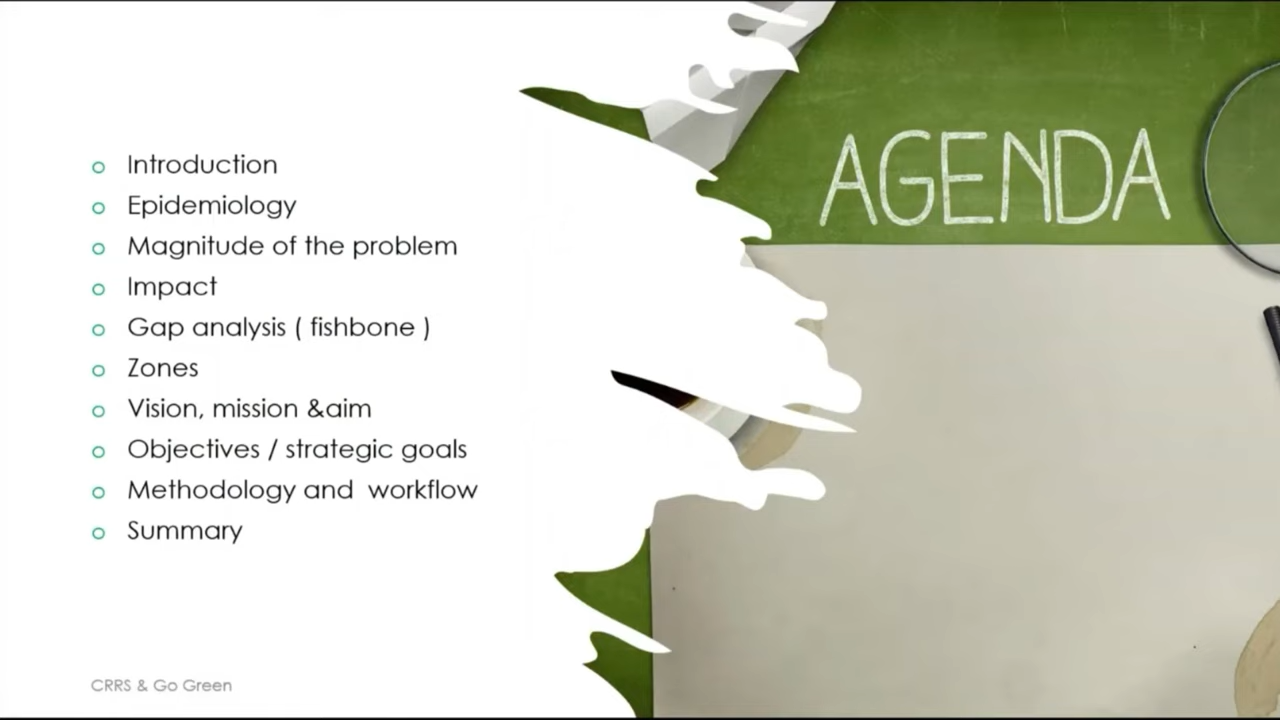 AGENDA
Introduction
Epidemiology
Magnitude of the problem
Impact
Gap analysis ( fishbone )
Zones
Vision, mission &aim
Objectives / strategic goals
Methodology and  workflow
Summary
CRRS & Go Green